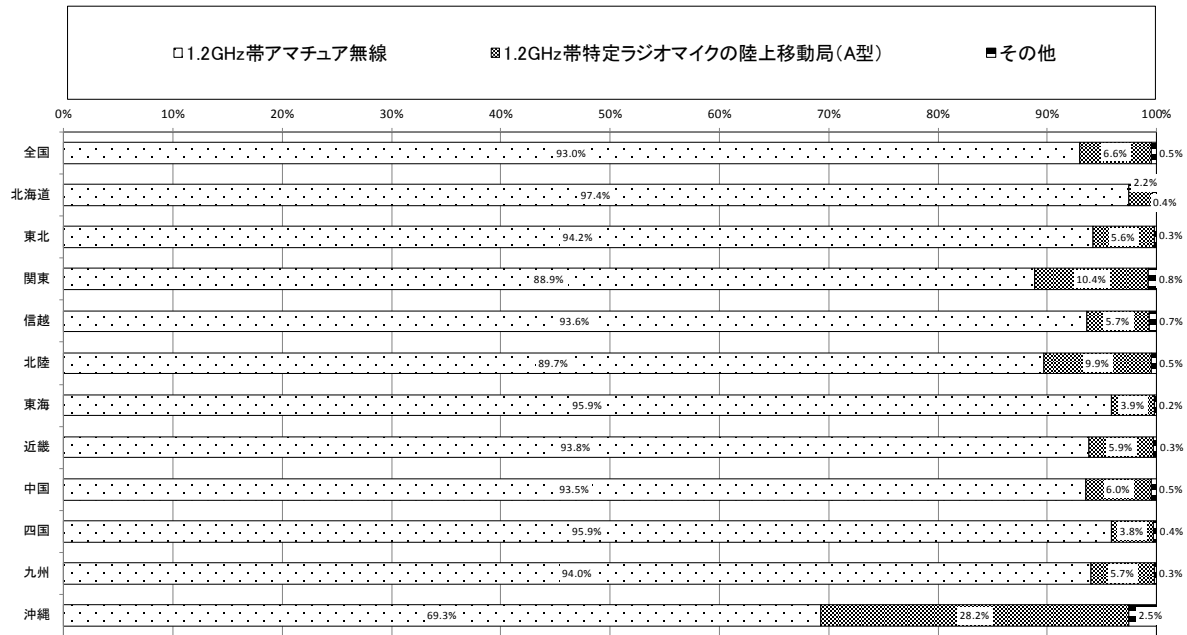 1.2GHz帯アマチュア無線 1.2GHz帯特定ラジオマイクの陸上移動局(A型) その他
0% 10% 20% 30% 40% 50% 60% 70% 80% 90% 100%
全国 93.0% 6.6% 0.5%
北海道 97.4% 2.2% 0.4%
東北 94.2% 5.6% 0.3%
関東 88.9% 10.4% 0.8%
信越 93.6% 5.7% 0.7%
北陸 89.7% 9.9% 0.5%
東海 95.9% 3.9% 0.2%
近畿 93.8% 5.9% 0.3%
中国 93.5% 6.0% 0.5%
四国 95.9% 3.8% 0.4%
九州 94.0% 5.7% 0.3%
沖縄 69.3% 28.2% 2.5%